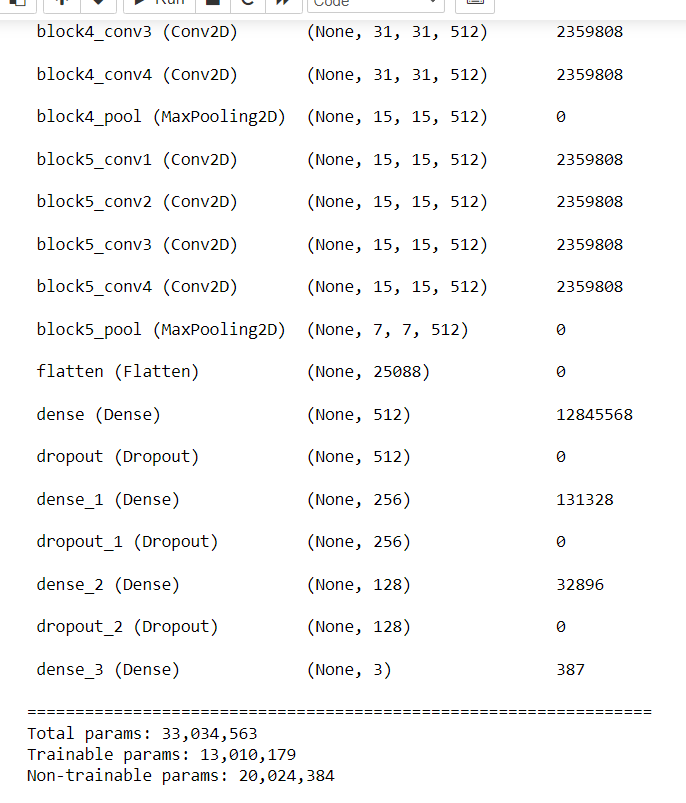 Run
Code
block4_conv3 (Conv2D) (None, 31, 31, 512) 2359808
block4_conv4 (Conv2D) (None, 31, 31, 512) 2359808
block4_pool (MaxPooling2D) (None, 15, 15, 512) 0
block5_conv1 (Conv2D) (None, 15, 15, 512) 2359808
block5_conv2 (Conv2D) (None, 15, 15, 512) 2359808
block5_conv3 (Conv2D) (None, 15, 15, 512) 2359808
block5_conv4 (Conv2D) (None, 15, 15, 512) 2359808
block5_pool (MaxPooling2D) (None, 7, 7, 512) 0
flatten (Flatten) (None, 25088) 0
dense (Dense) (None, 512) 12845568
dropout (Dropout) (None, 512) 0
dense_1 (Dense) (None, 256) 131328
dropout_1 (Dropout) (None, 256) 0
dense_2 (Dense) (None, 128) 32896
dropout_2 (Dropout) (None, 128) 0
dense_3 (Dense) (None, 3) 387
=================================================================
Total params: 33,034,563
Trainable params: 13,010,179
Non-trainable params: 20,024,384